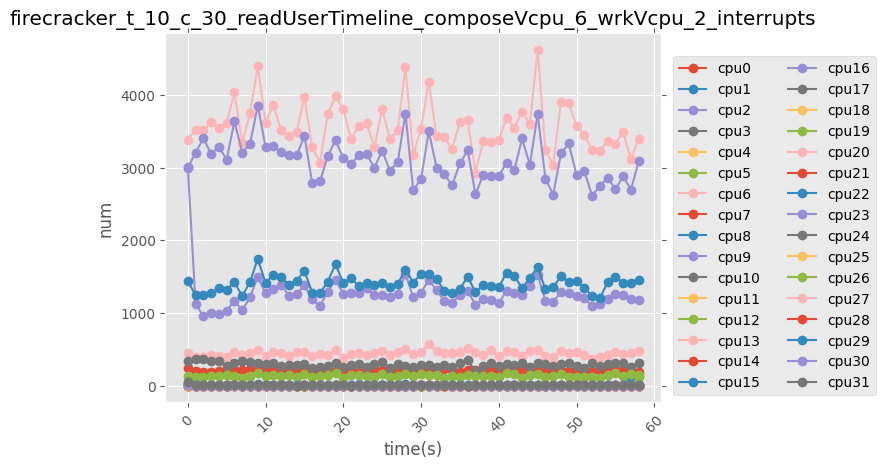 firecracker_t_10_c_30_readUserTimeline_composeVcpu_6_wrkVcpu_2_interrupts
num
4000
3000
2000
1000
0
0
10
20
30
40
50
60
time(s)
cpu0
cpu1
cpu2
cpu3
cpu4
cpu5
cpu6
cpu7
cpu8
cpu9
cpu10
cpu11
cpu12
cpu13
cpu14
cpu15
cpu16
cpu17
cpu18
cpu19
cpu20
cpu21
cpu22
cpu23
cpu24
cpu25
cpu26
cpu27
cpu28
cpu29
cpu30
cpu31